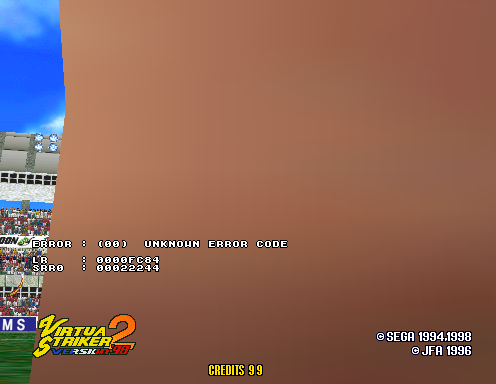 OON
ERROR : (00) UNKNOWN ERROR CODE
LR : 0000FC84
SRR0 : 00022244
MS
VIRTUA STRIKER 2
VERSION '98
©SEGA 1994.1998
©JFA 1996
CREDITS 99